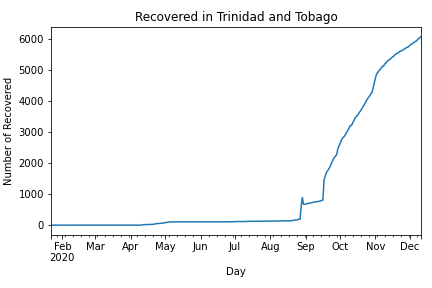 Recovered in Trinidad and Tobago
Number of Recovered
6000
5000
4000
3000
2000
1000
0
Feb Mar Apr May Jun Jul Aug Sep Oct Nov Dec
2020
Day